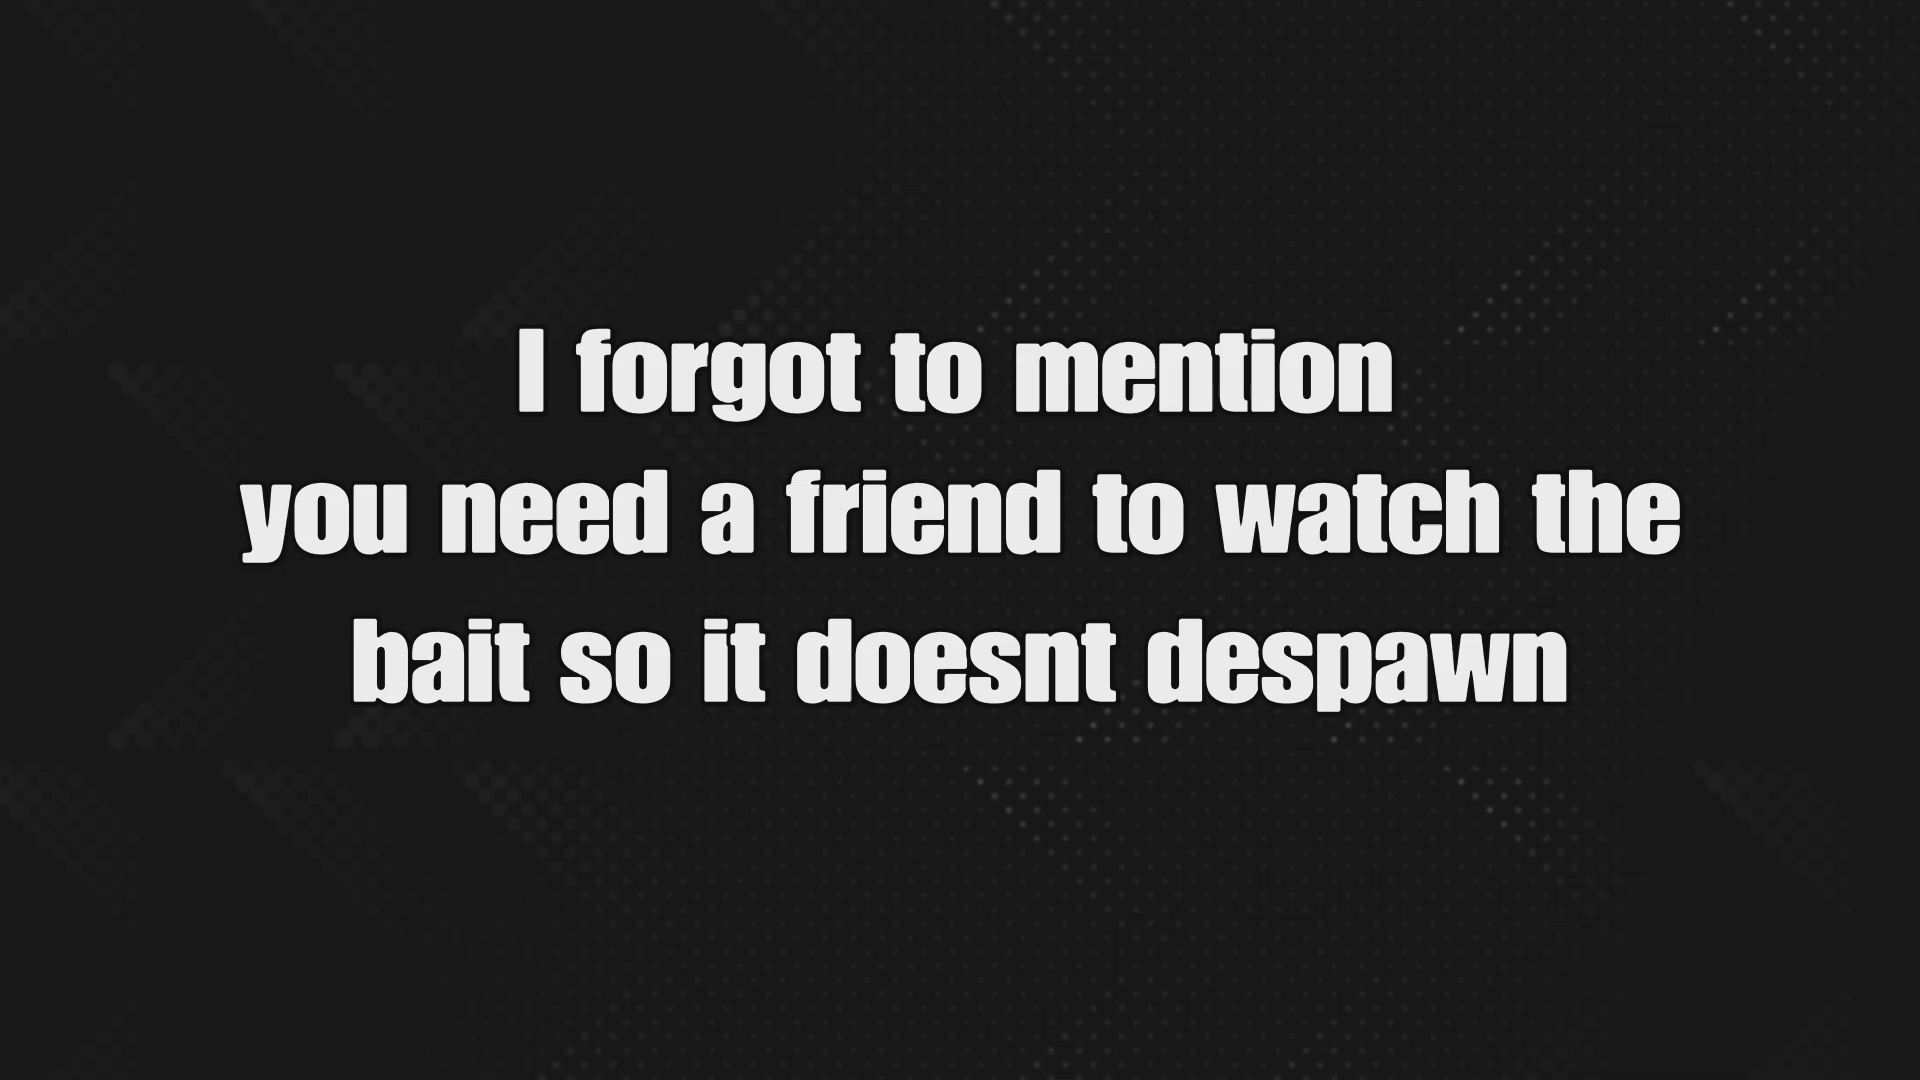 I forgot to mention
you need a friend to watch the
bait so it doesnt despawn